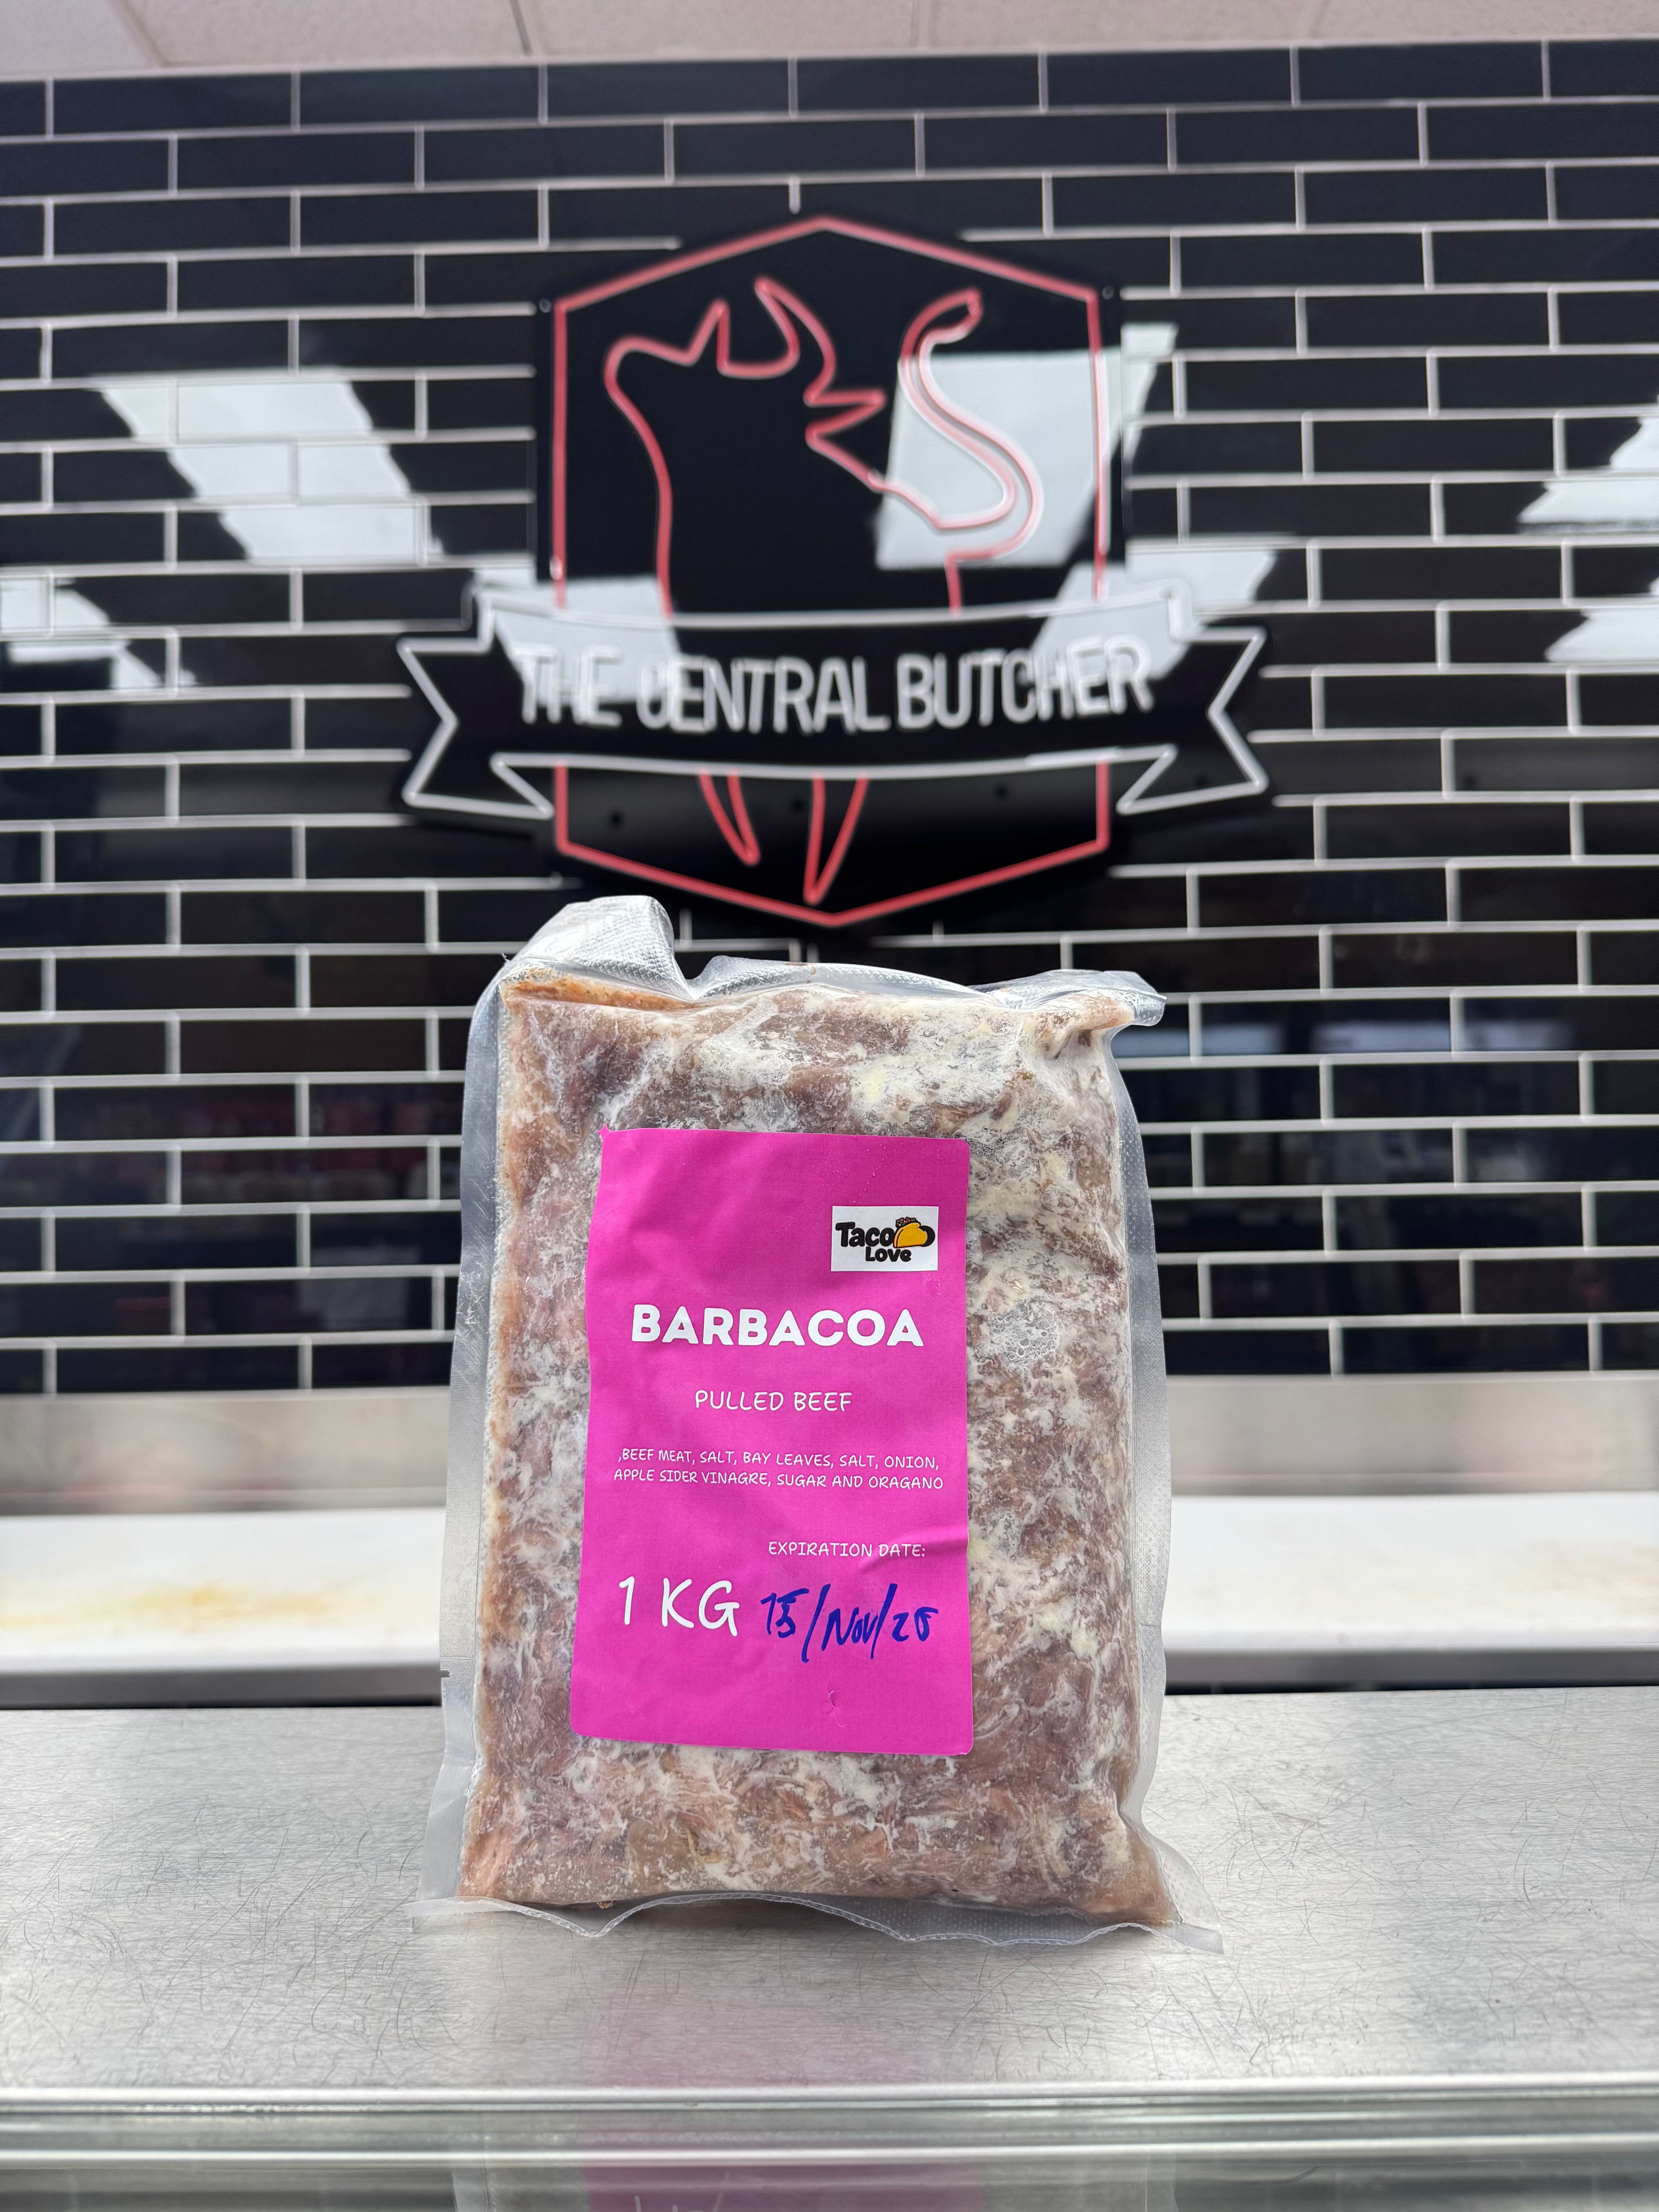 THE CENTRAL BUTCHER
Taco
Love
BARBACOA
PULLED BEEF
,BEEF MEAT, SALT, BAY LEAVES, SALT, ONION,
APPLE SIDER VINAGRE, SUGAR AND ORAGANO
EXPIRATION DATE:
1 KG 15/Nov/25